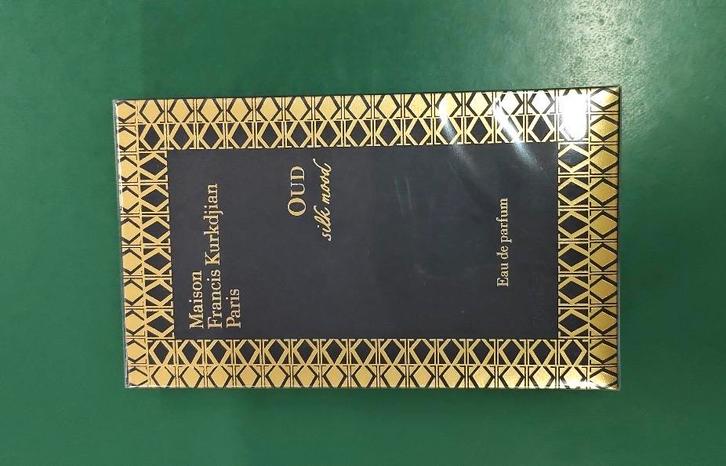 Maison
Francis Kurkdjian
Paris
OUD
silk mood
Eau de parfum